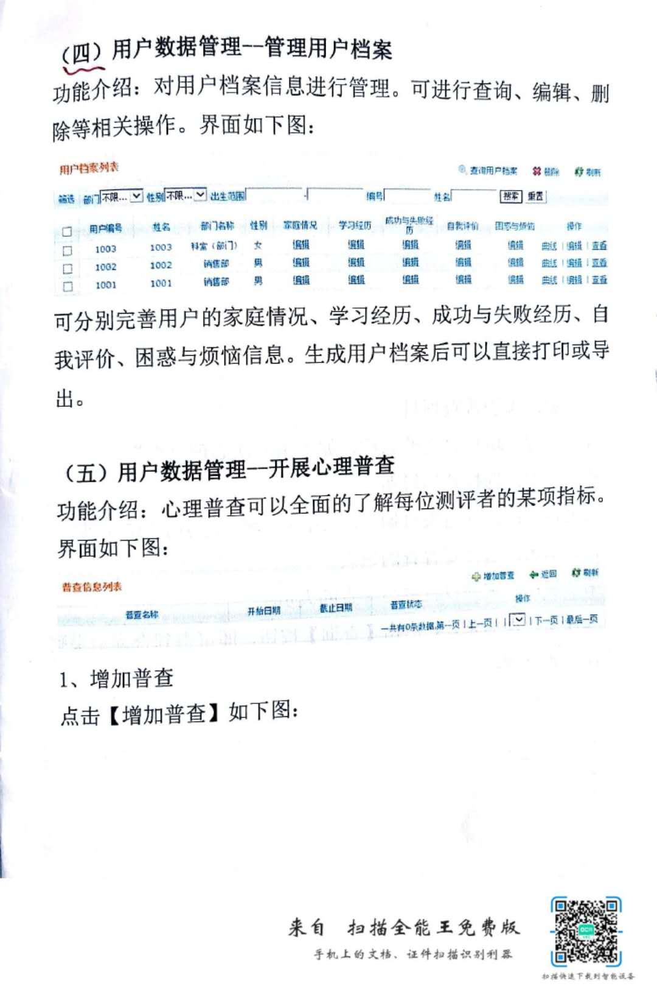 （四）用户数据管理--管理用户档案
功能介绍：对用户档案信息进行管理。可进行查询、编辑、删
除等相关操作。界面如下图：
用户档案列表 查询用户档案 删除 刷新
筛选 部门 不限... 性别 不限... 出生范围 - 编号 姓名 搜索 重置
用户编号 姓名 部门名称 性别 家庭情况 学习经历 成功与失败经历 自我评价 困惑与烦恼 操作
1003 1003 科室（部门） 女 编辑 编辑 编辑 编辑 编辑 曲线 | 编辑 | 查看
1002 1002 销售部 男 编辑 编辑 编辑 编辑 编辑 曲线 | 编辑 | 查看
1001 1001 销售部 男 编辑 编辑 编辑 编辑 编辑 曲线 | 编辑 | 查看
可分别完善用户的家庭情况、学习经历、成功与失败经历、自
我评价、困惑与烦恼信息。生成用户档案后可以直接打印或导
出。
（五）用户数据管理--开展心理普查
功能介绍：心理普查可以全面的了解每位测评者的某项指标。
界面如下图：
普查信息列表 增加普查 返回 刷新
普查名称 开始日期 截止日期 普查状态 操作
一共有0条数据,第一页 | 上一页 | | | 下一页 | 最后一页
1、增加普查
点击【增加普查】如下图：
来自 扫描全能王免费版
手机上的文档、证件扫描识别利器
扫描快速下载到智能设备